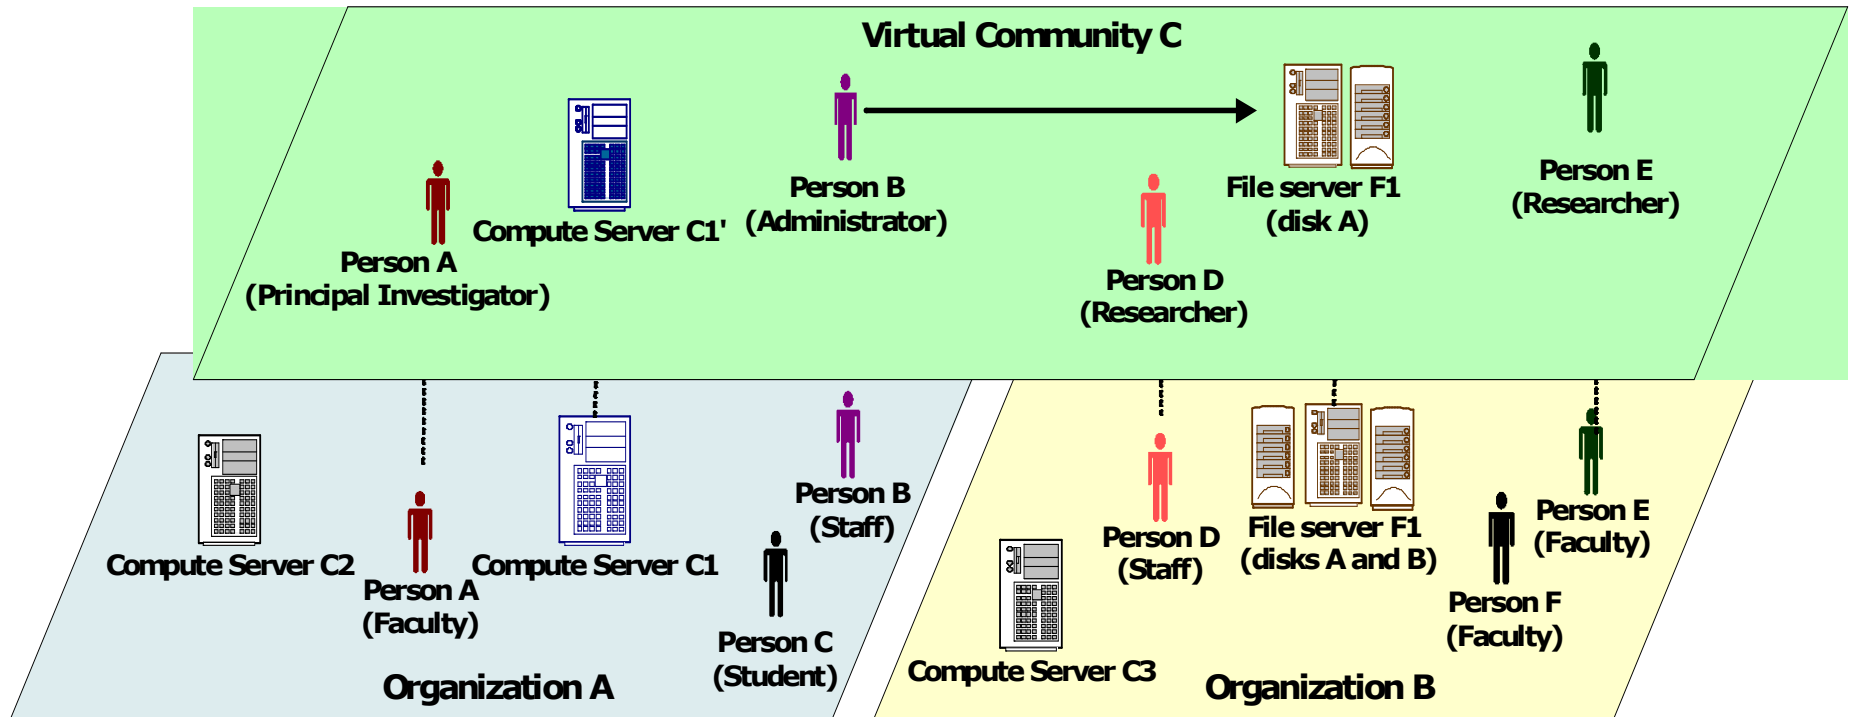 Virtual Community C
Person A
(Principal Investigator)
Compute Server C1'
Person B
(Administrator)
Person D
(Researcher)
File server F1
(disk A)
Person E
(Researcher)
Compute Server C2
Person A
(Faculty)
Compute Server C1
Person B
(Staff)
Person C
(Student)
Organization A
Compute Server C3
Person D
(Staff)
File server F1
(disks A and B)
Person E
(Faculty)
Person F
(Faculty)
Organization B